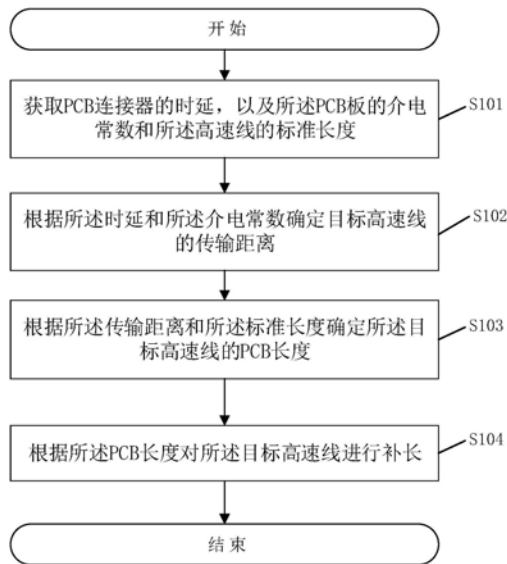 开始
获取PCB连接器的时延，以及所述PCB板的介电
常数和所述高速线的标准长度
S101
根据所述时延和所述介电常数确定目标高速线
的传输距离
S102
根据所述传输距离和所述标准长度确定所述目
标高速线的PCB长度
S103
根据所述PCB长度对所述目标高速线进行补长
S104
结束